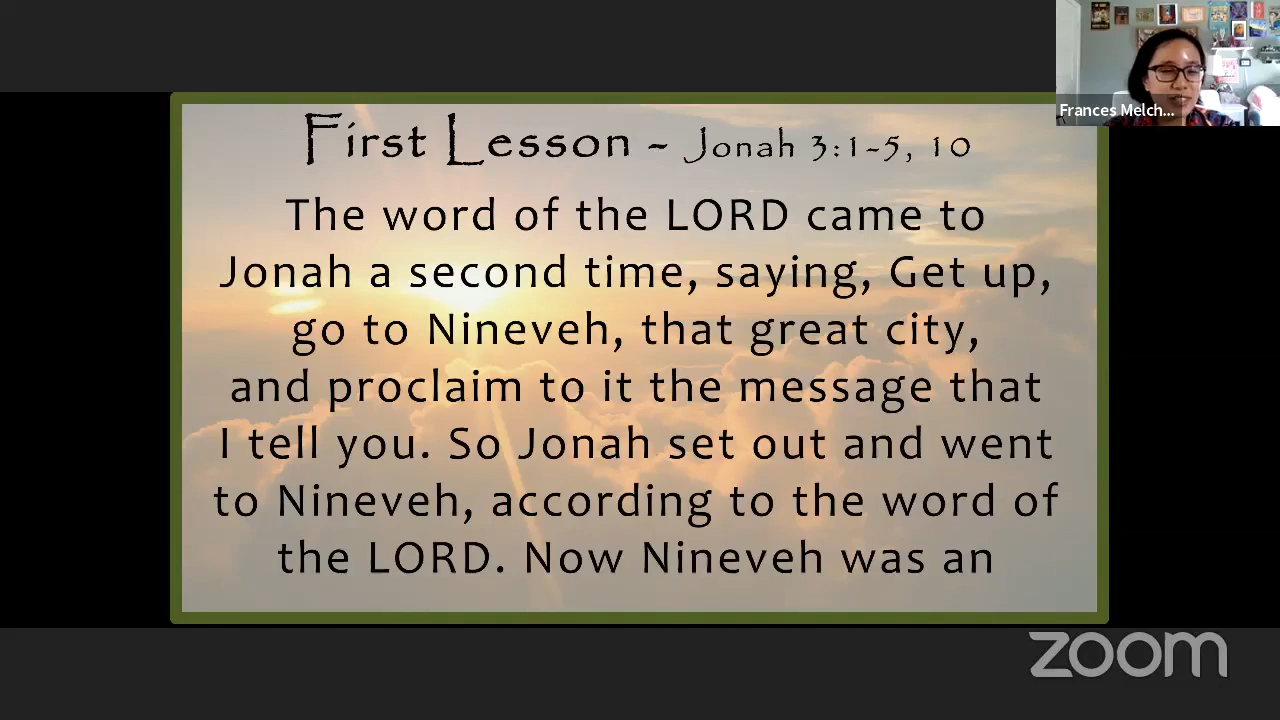 First Lesson - Jonah 3:1-5, 10
The word of the LORD came to
Jonah a second time, saying, Get up,
go to Nineveh, that great city,
and proclaim to it the message that
I tell you. So Jonah set out and went
to Nineveh, according to the word of
the LORD. Now Nineveh was an
Frances Melch...
zoom